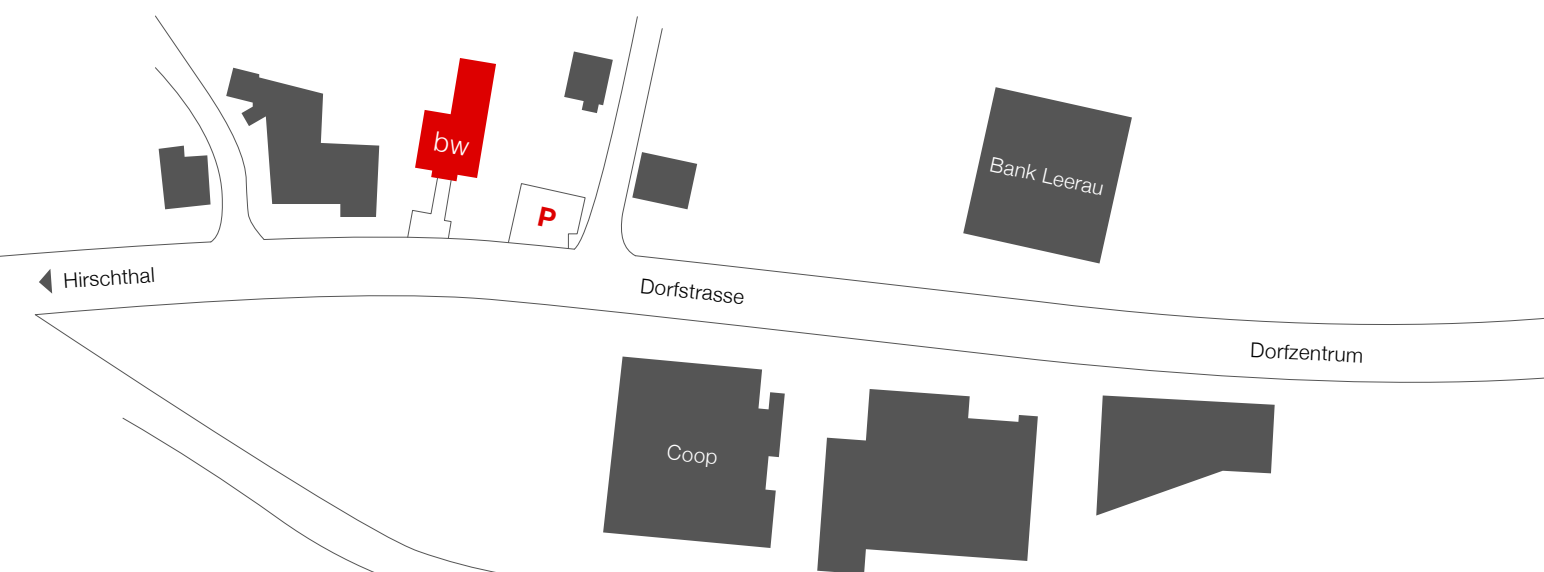 bw
Bank Leerau
P
Hirschthal
Dorfstrasse
Dorfzentrum
Coop